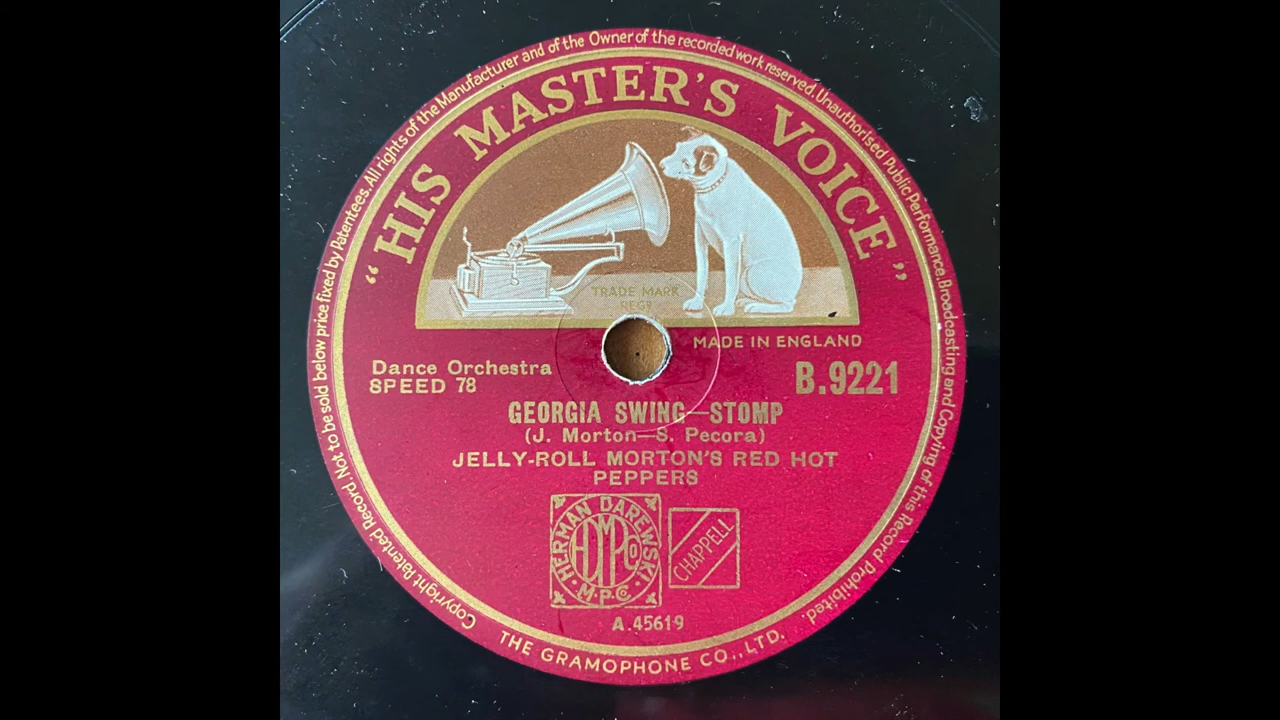 Copyright Patented Record. Not to be sold below price fixed by Patentees. All rights of the Manufacturer and of the Owner of the recorded work reserved. Unauthorised Public Performance. Broadcasting and Copying of this Record Prohibited.
"HIS MASTER'S VOICE"
TRADE MARK
REGD
MADE IN ENGLAND
Dance Orchestra
SPEED 78
B.9221
GEORGIA SWING—STOMP
(J. Morton—S. Pecora)
JELLY-ROLL MORTON'S RED HOT
PEPPERS
HERMAN DAREWSKI
DMPCo
· M·P·Co ·
CHAPPELL
A.45619
THE GRAMOPHONE CO., LTD.